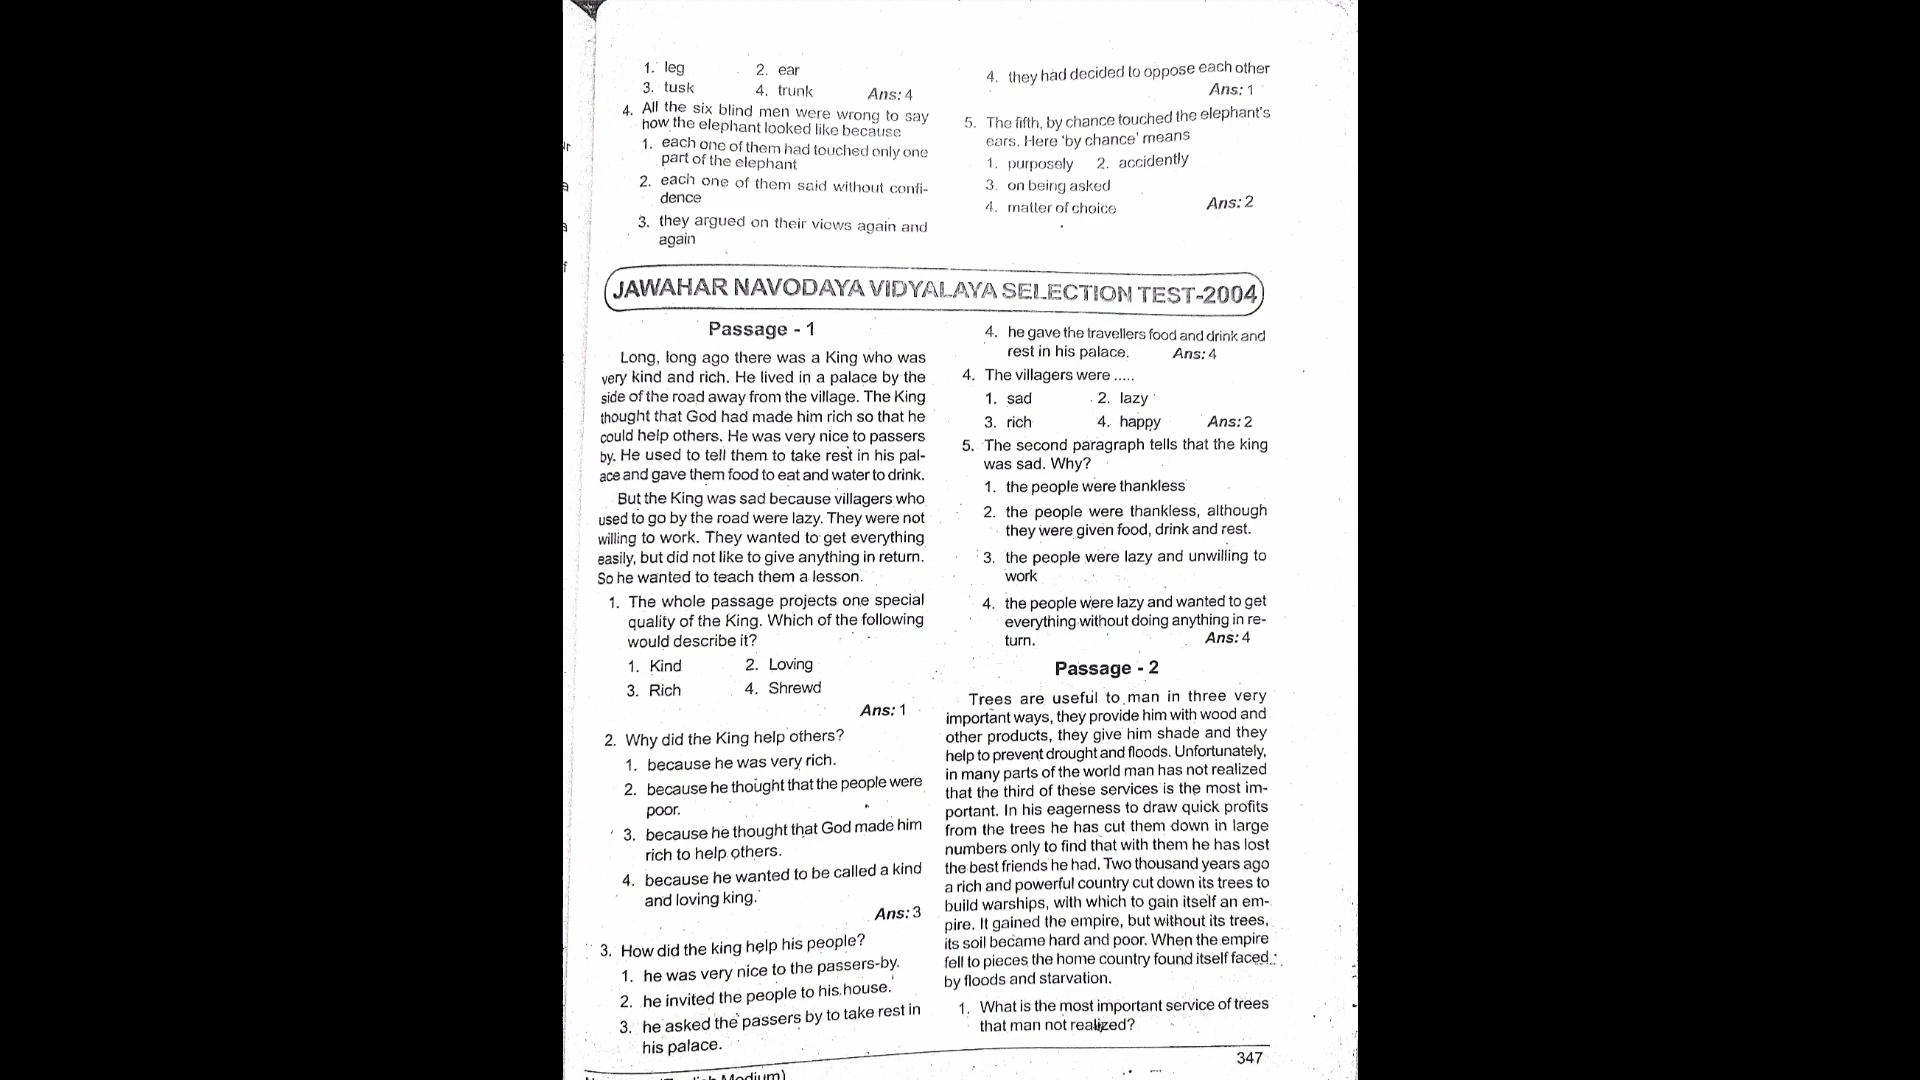 1. leg 2. ear
3. tusk 4. trunk Ans: 4
4. All the six blind men were wrong to say
how the elephant looked like because
1. each one of them had touched only one
part of the elephant
2. each one of them said without confi-
dence
3. they argued on their views again and
again
4. they had decided to oppose each other
Ans: 1
5. The fifth, by chance touched the elephant's
ears. Here 'by chance' means
1. purposely 2. accidently
3. on being asked
4. matter of choice Ans: 2
JAWAHAR NAVODAYA VIDYALAYA SELECTION TEST-2004
Passage - 1
Long, long ago there was a King who was
very kind and rich. He lived in a palace by the
side of the road away from the village. The King
thought that God had made him rich so that he
could help others. He was very nice to passers
by. He used to tell them to take rest in his pal-
ace and gave them food to eat and water to drink.
But the King was sad because villagers who
used to go by the road were lazy. They were not
willing to work. They wanted to get everything
easily, but did not like to give anything in return.
So he wanted to teach them a lesson.
1. The whole passage projects one special
quality of the King. Which of the following
would describe it?
1. Kind 2. Loving
3. Rich 4. Shrewd
Ans: 1
2. Why did the King help others?
1. because he was very rich.
2. because he thought that the people were
poor.
3. because he thought that God made him
rich to help others.
4. because he wanted to be called a kind
and loving king.
Ans: 3
3. How did the king help his people?
1. he was very nice to the passers-by.
2. he invited the people to his house.
3. he asked the passers by to take rest in
his palace.
4. he gave the travellers food and drink and
rest in his palace. Ans: 4
4. The villagers were .....
1. sad 2. lazy
3. rich 4. happy Ans: 2
5. The second paragraph tells that the king
was sad. Why?
1. the people were thankless
2. the people were thankless, although
they were given food, drink and rest.
3. the people were lazy and unwilling to
work
4. the people were lazy and wanted to get
everything without doing anything in re-
turn. Ans: 4
Passage - 2
Trees are useful to man in three very
important ways, they provide him with wood and
other products, they give him shade and they
help to prevent drought and floods. Unfortunately,
in many parts of the world man has not realized
that the third of these services is the most im-
portant. In his eagerness to draw quick profits
from the trees he has cut them down in large
numbers only to find that with them he has lost
the best friends he had. Two thousand years ago
a rich and powerful country cut down its trees to
build warships, with which to gain itself an em-
pire. It gained the empire, but without its trees,
its soil became hard and poor. When the empire
fell to pieces the home country found itself faced
by floods and starvation.
1. What is the most important service of trees
that man not realized?
347